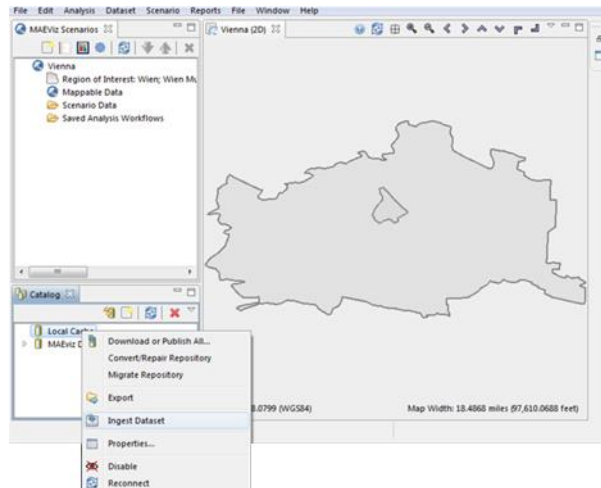 File Edit Analysis Dataset Scenario Reports File Window Help
MAEViz Scenarios
Vienna
Region of Interest: Wien; Wien Mu
Mappable Data
Scenario Data
Saved Analysis Workflows
Vienna (2D)
Catalog
Local Cache
MAEviz D
Download or Publish All...
Convert/Repair Repository
Migrate Repository
Export
Ingest Dataset
Properties...
Disable
Reconnect
8.0799 (WGS84)
Map Width: 18.4868 miles (97,610.0688 feet)